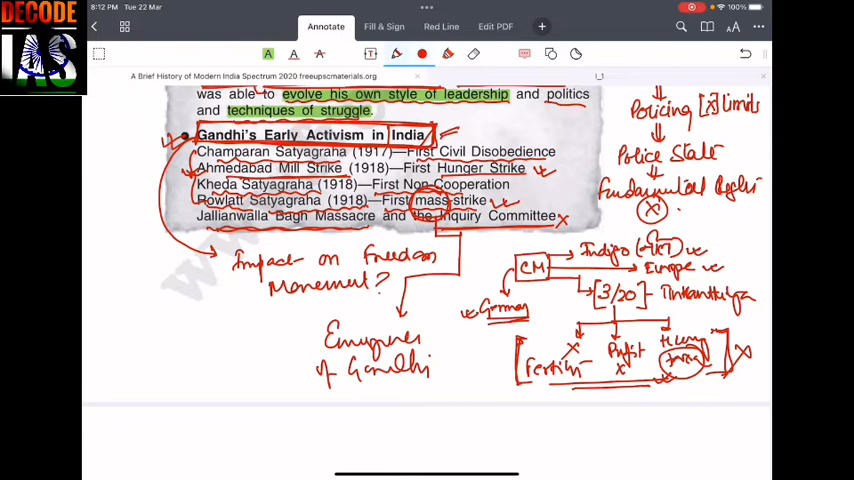 DECODE
IAS
8:12 PM Tue 22 Mar
100%
Annotate
Fill & Sign
Red Line
Edit PDF
A Brief History of Modern India Spectrum 2020 freeupscmaterials.org
was able to evolve his own style of leadership and politics
and techniques of struggle.
Gandhi's Early Activism in India
Champaran Satyagraha (1917)—First Civil Disobedience
Ahmedabad Mill Strike (1918)—First Hunger Strike
Kheda Satyagraha (1918)—First Non-Cooperation
Rowlatt Satyagraha (1918)—First mass-strike
Jallianwalla Bagh Massacre and the Inquiry Committee
Impact on Freedom
Movement?
of Gandhi
Policing [x] Limits
Police State
Fundamental Rights
x
CM
Indigo
Europe
[3/20]
Germany
Profit
x
x